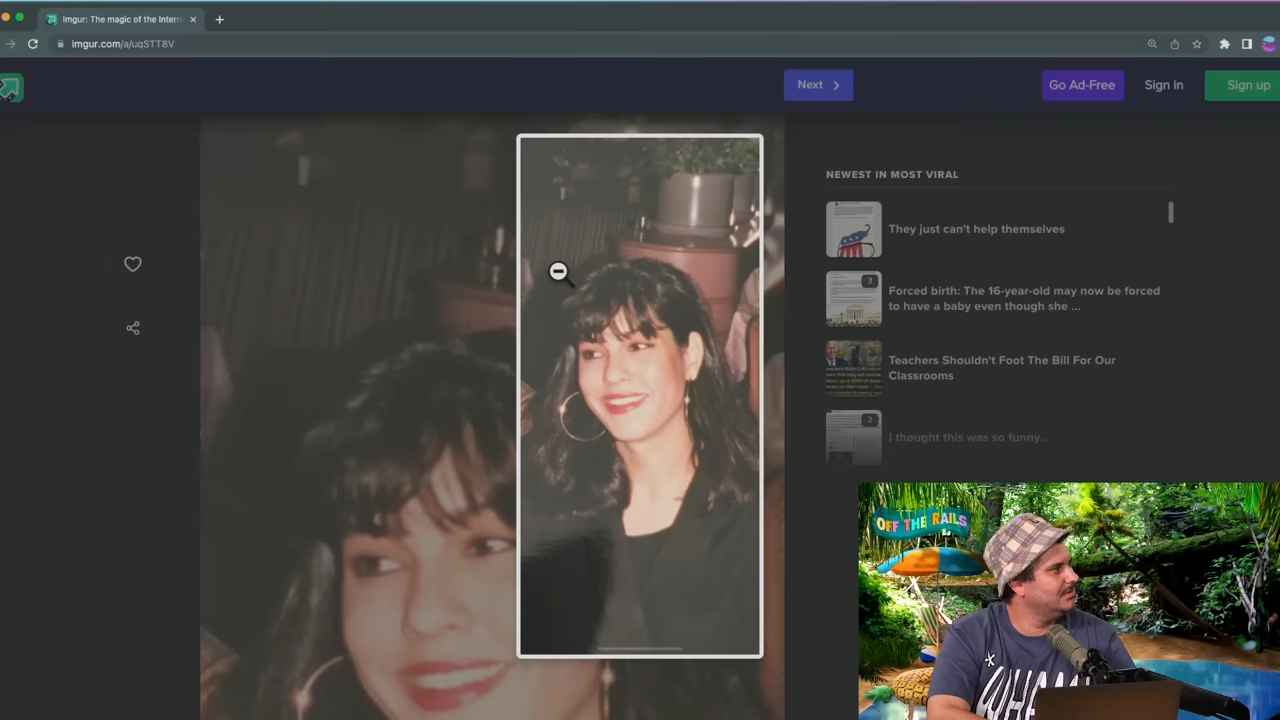 Imgur: The magic of the Intern
imgur.com/a/uqSTT8V
Next
Go Ad-Free
Sign in
Sign up
NEWEST IN MOST VIRAL
They just can't help themselves
3
Forced birth: The 16-year-old may now be forced
to have a baby even though she ...
Teachers Shouldn't Foot The Bill For Our
Classrooms
2
I thought this was so funny...
OFF THE RAILS